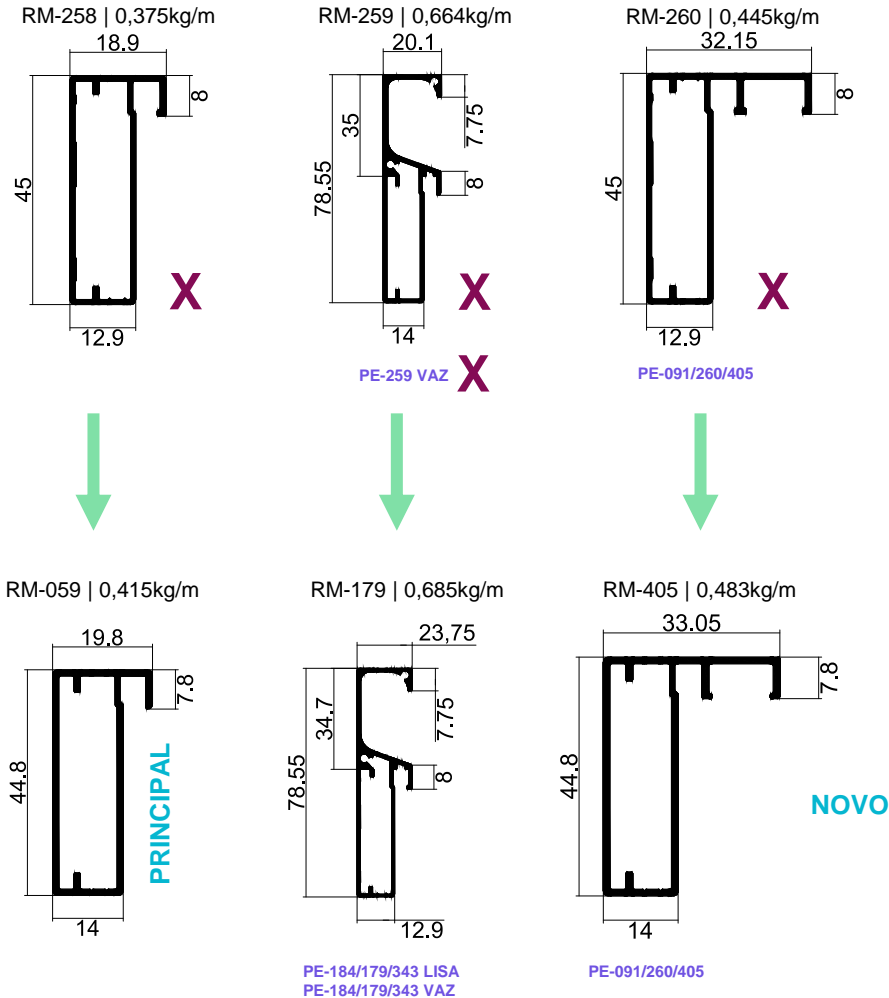 RM-258 | 0,375kg/m
18.9
8
45
12.9
X
RM-259 | 0,664kg/m
20.1
7.75
35
78.55
8
14
X
PE-259 VAZ X
RM-260 | 0,445kg/m
32.15
8
45
12.9
X
PE-091/260/405
RM-059 | 0,415kg/m
19.8
7.8
44.8
14
PRINCIPAL
RM-179 | 0,685kg/m
23,75
7.75
34.7
78.55
8
12.9
PE-184/179/343 LISA
PE-184/179/343 VAZ
RM-405 | 0,483kg/m
33.05
7.8
44.8
14
NOVO
PE-091/260/405